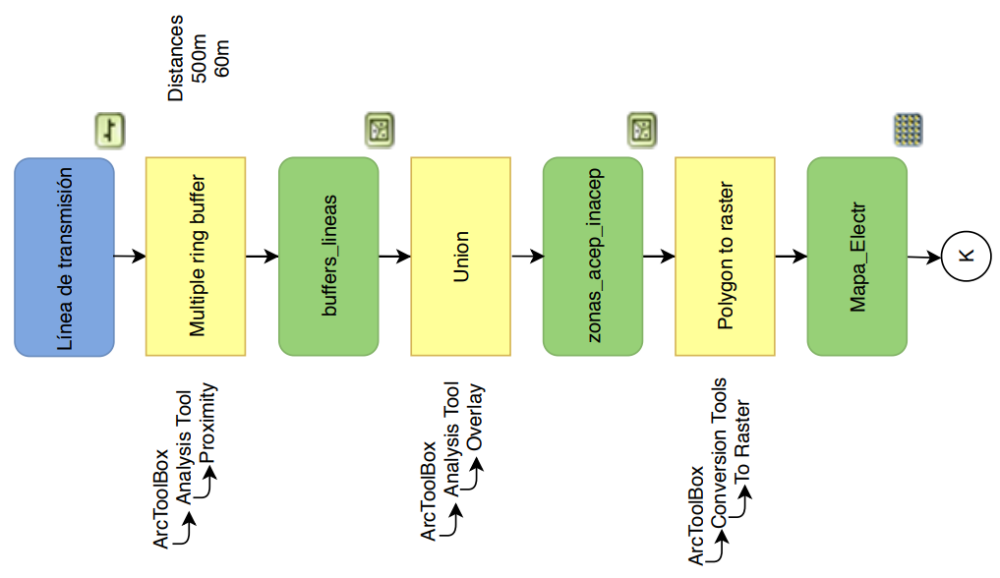 Línea de transmisión
Distances
500m
60m
Multiple ring buffer
ArcToolBox
Analysis Tool
Proximity
buffers_lineas
Union
ArcToolBox
Analysis Tool
Overlay
zonas_acep_inacep
Polygon to raster
ArcToolBox
Conversion Tools
To Raster
Mapa_Electr
K